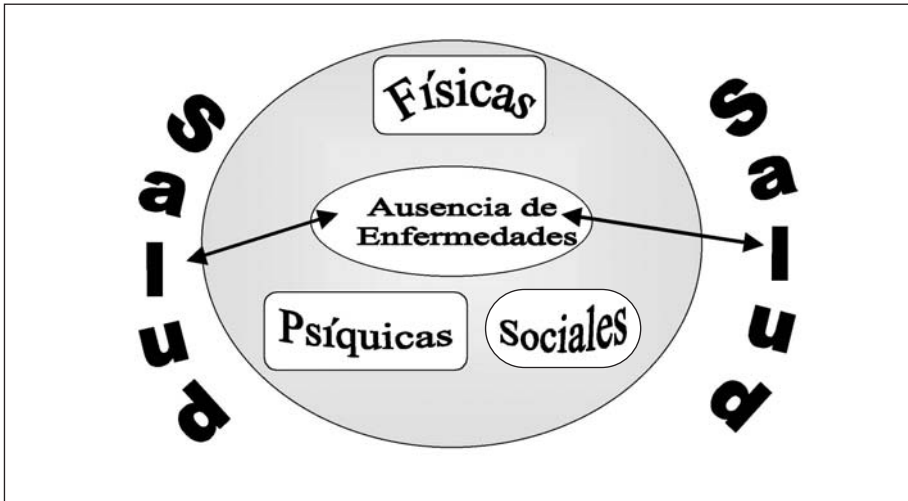 Salud
Físicas
Ausencia de
Enfermedades
Psíquicas
Sociales
Salud